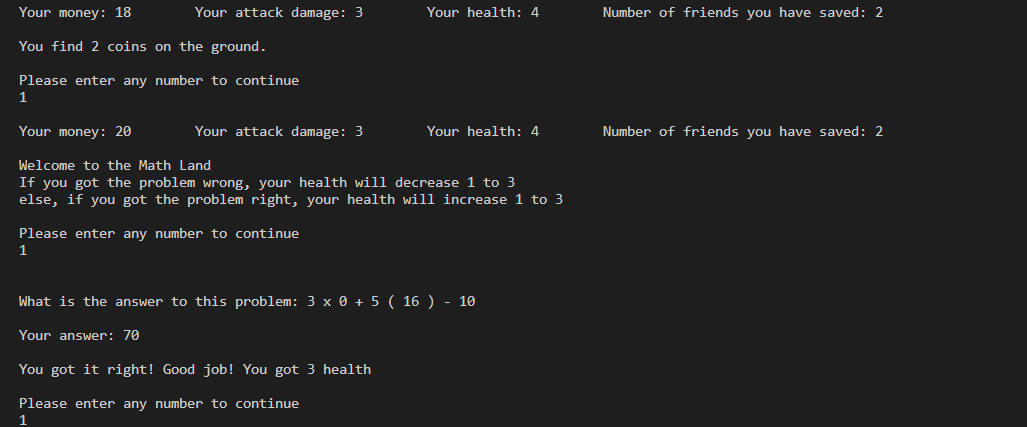 Your money: 18        Your attack damage: 3        Your health: 4        Number of friends you have saved: 2
You find 2 coins on the ground.
Please enter any number to continue
1
Your money: 20        Your attack damage: 3        Your health: 4        Number of friends you have saved: 2
Welcome to the Math Land
If you got the problem wrong, your health will decrease 1 to 3
else, if you got the problem right, your health will increase 1 to 3
Please enter any number to continue
1
What is the answer to this problem: 3 x 0 + 5 ( 16 ) - 10
Your answer: 70
You got it right! Good job! You got 3 health
Please enter any number to continue
1